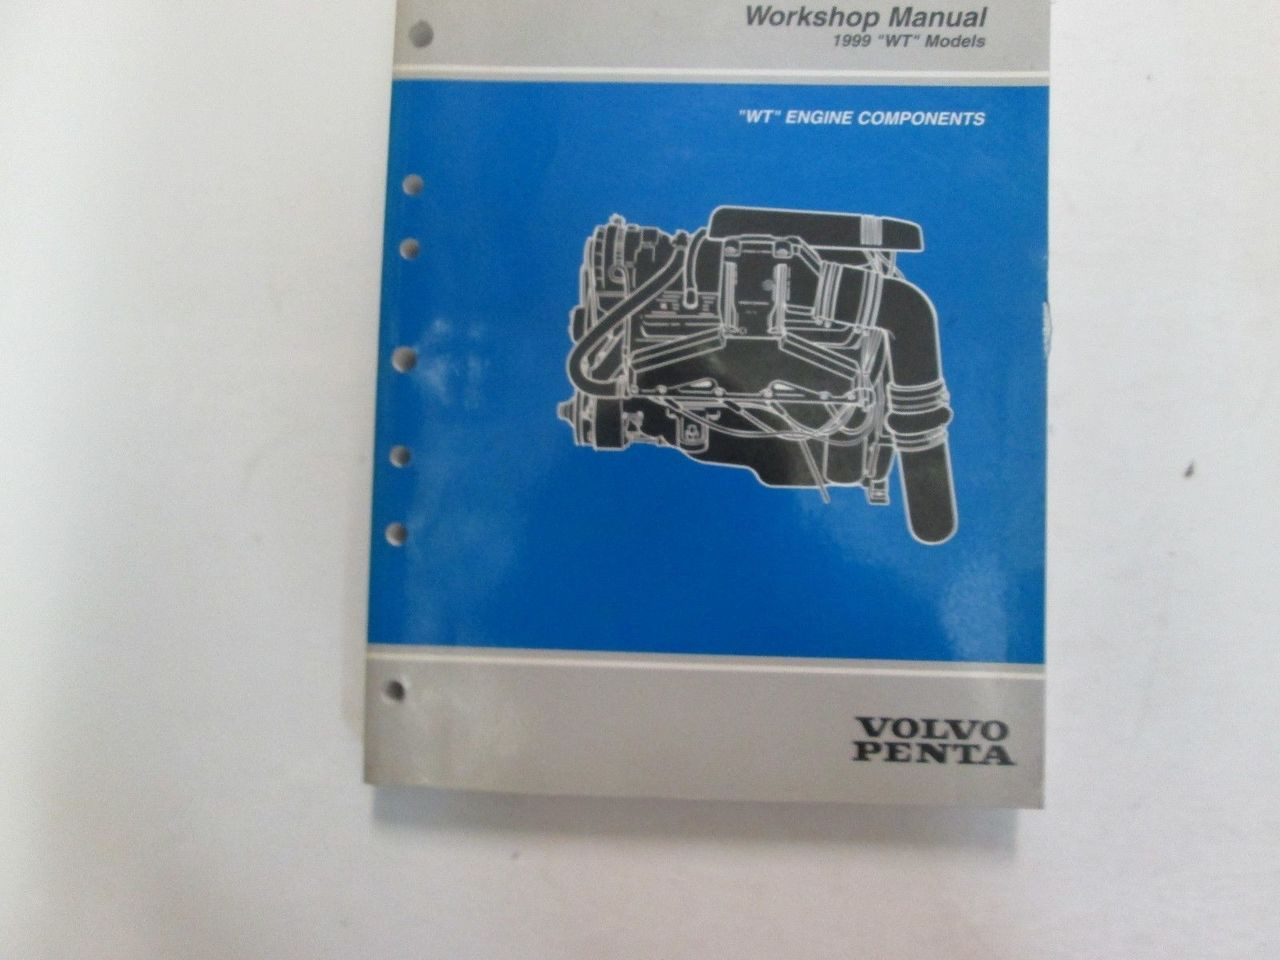 Workshop Manual
1999 "WT" Models
"WT" ENGINE COMPONENTS
VOLVO
PENTA